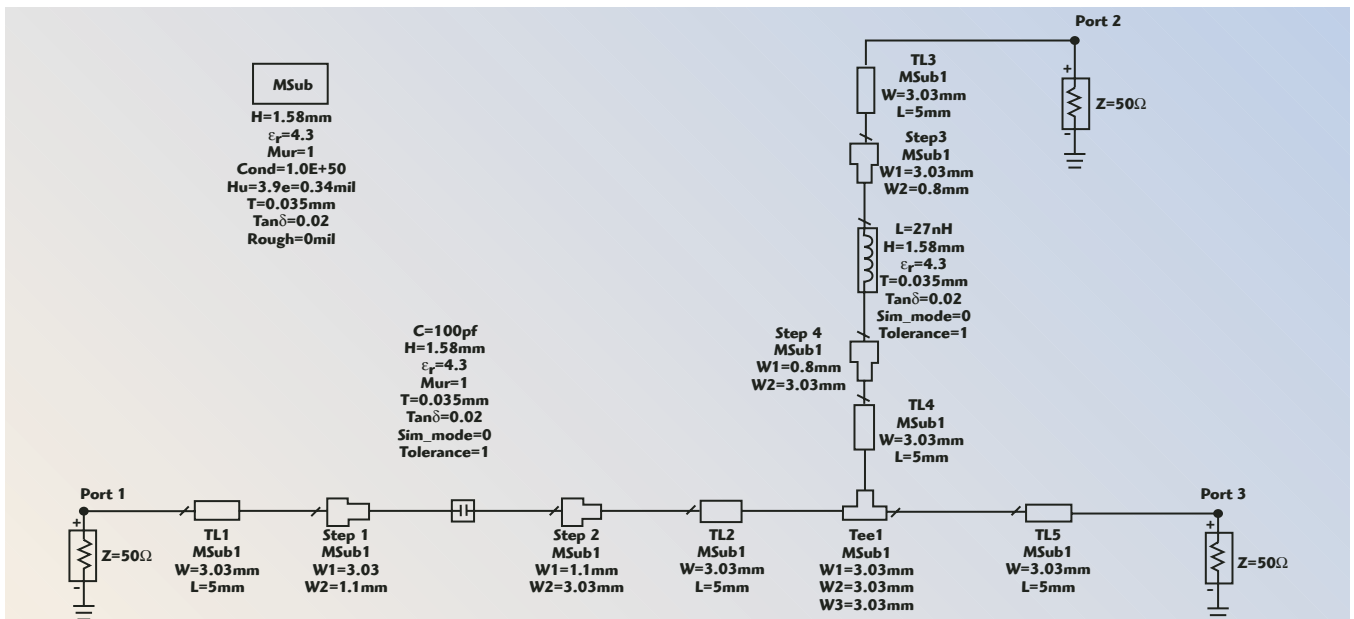 Port 2
TL3
MSub1
W=3.03mm
L=5mm
+
Z=50Ω
-
MSub
H=1.58mm
εr=4.3
Mur=1
Cond=1.0E+50
Hu=3.9e=0.34mil
T=0.035mm
Tanδ=0.02
Rough=0mil
Step3
MSub1
W1=3.03mm
W2=0.8mm
L=27nH
H=1.58mm
εr=4.3
T=0.035mm
Tanδ=0.02
Sim_mode=0
Tolerance=1
C=100pf
H=1.58mm
εr=4.3
Mur=1
T=0.035mm
Tanδ=0.02
Sim_mode=0
Tolerance=1
Step 4
MSub1
W1=0.8mm
W2=3.03mm
TL4
MSub1
W=3.03mm
L=5mm
Port 1
+
Z=50Ω
-
TL1
MSub1
W=3.03mm
L=5mm
Step 1
MSub1
W1=3.03
W2=1.1mm
Step 2
MSub1
W1=1.1mm
W2=3.03mm
TL2
MSub1
W=3.03mm
L=5mm
Tee1
MSub1
W1=3.03mm
W2=3.03mm
W3=3.03mm
TL5
MSub1
W=3.03mm
L=5mm
Port 3
+
Z=50Ω
-